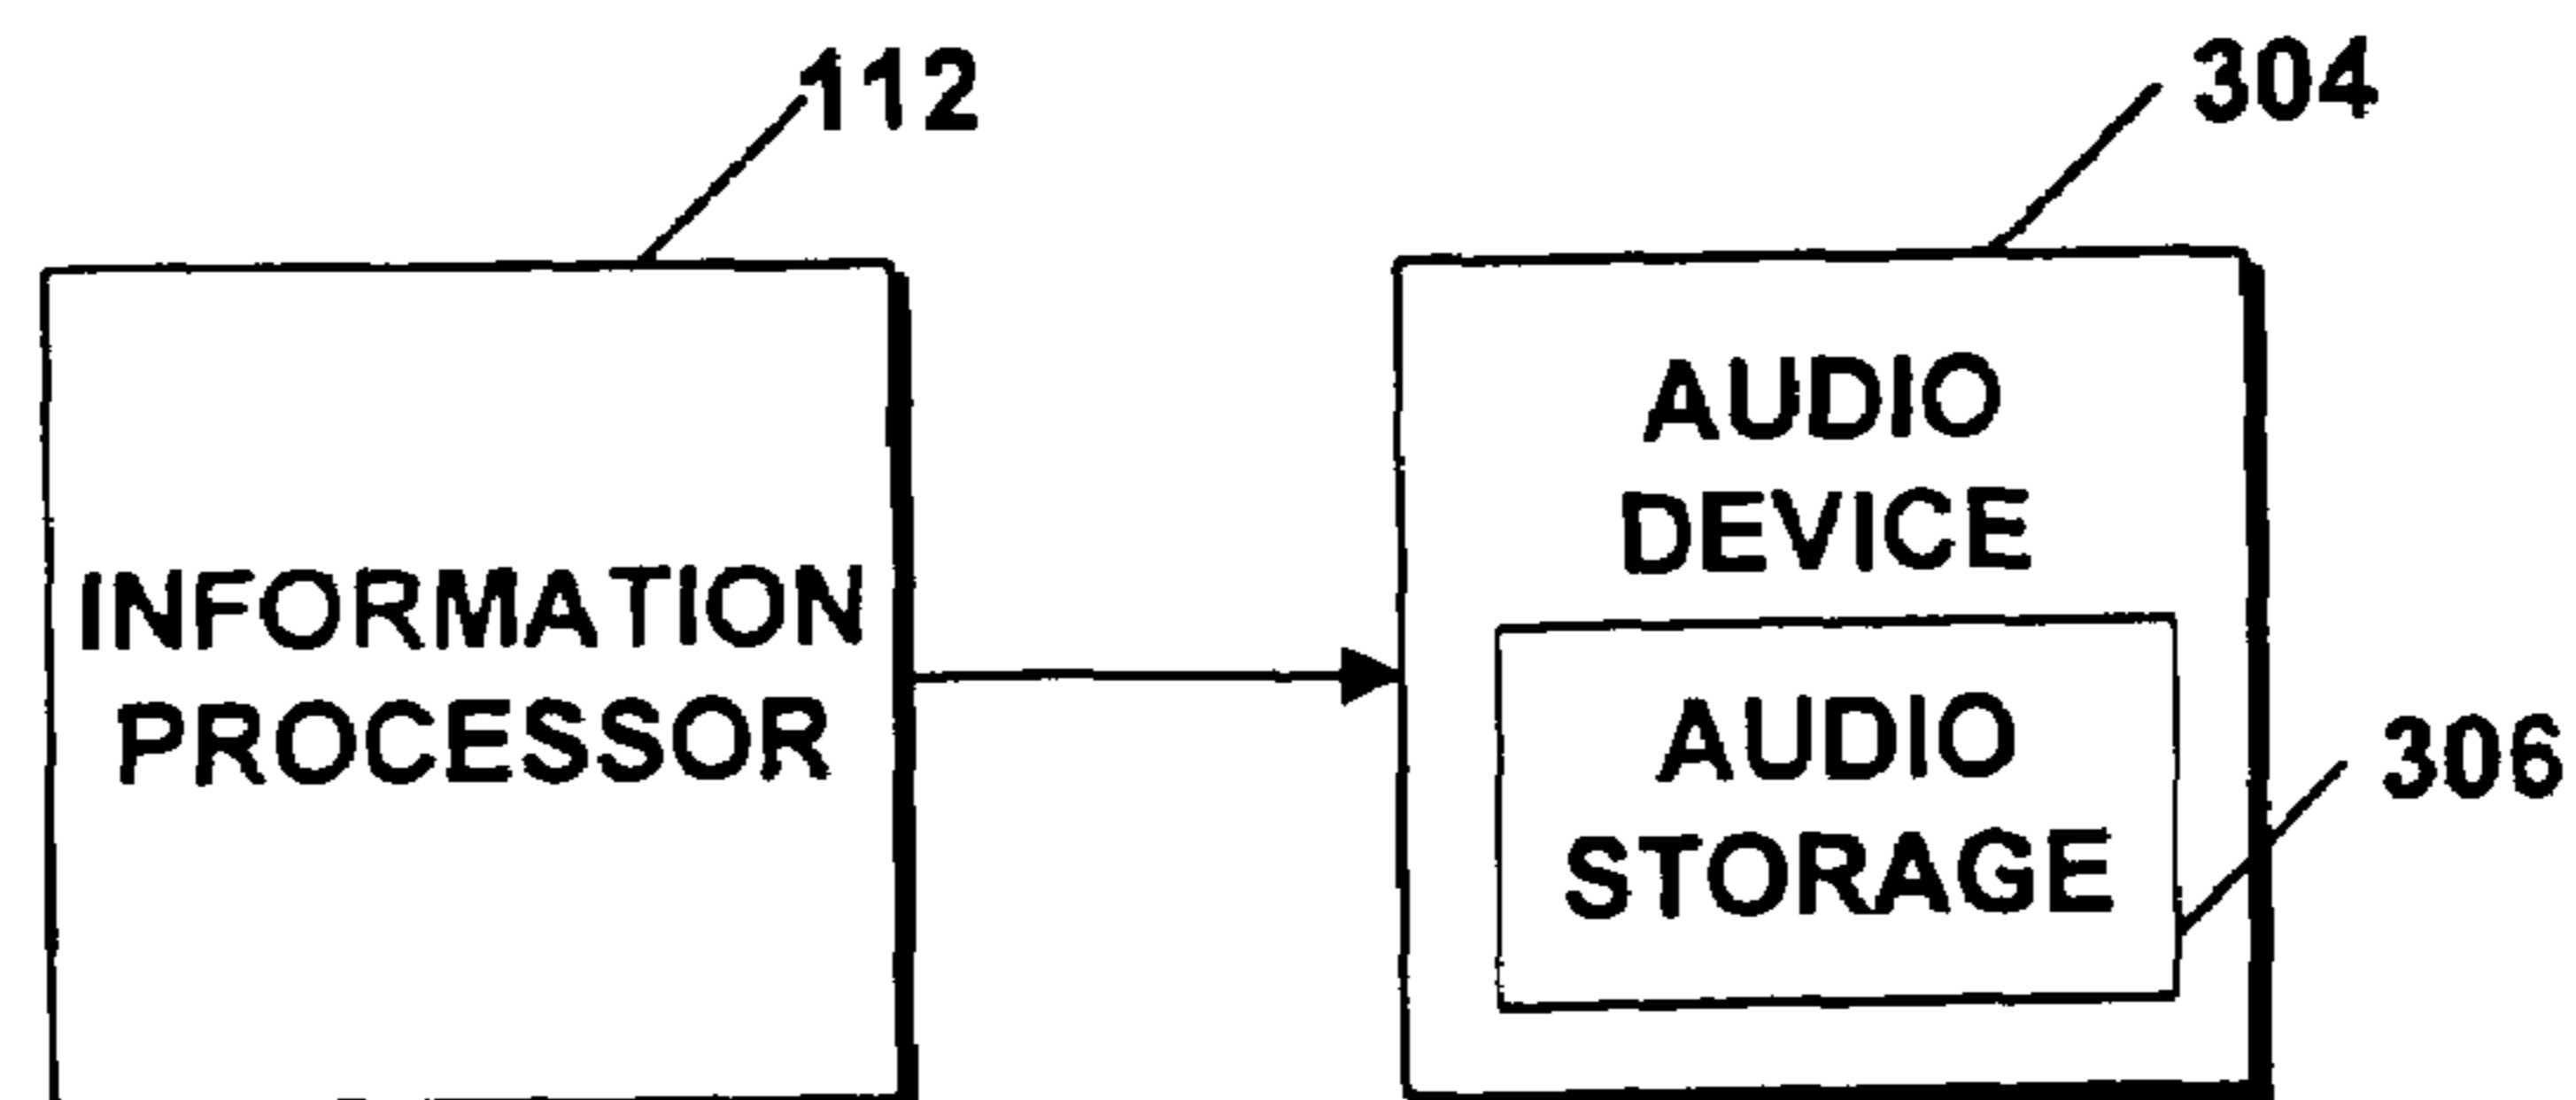 112
304
INFORMATION
PROCESSOR
AUDIO
DEVICE
AUDIO
STORAGE
306